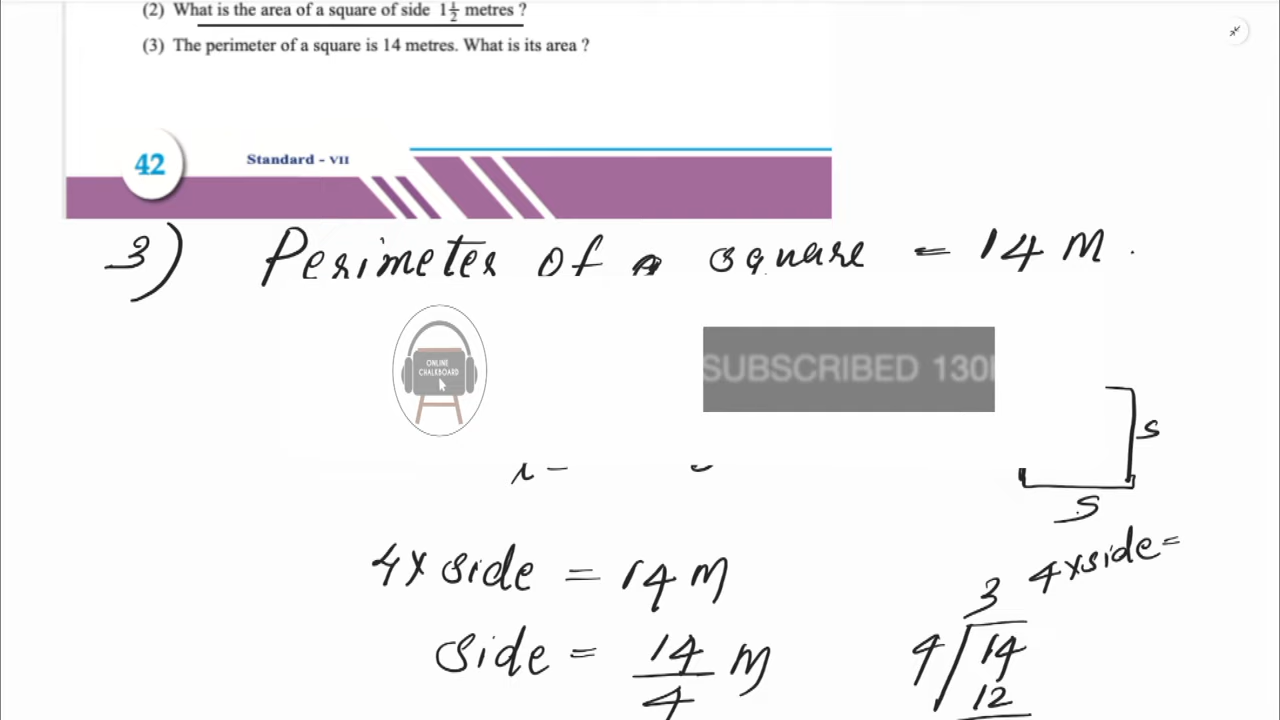 (2) What is the area of a square of side 1½ metres ?
(3) The perimeter of a square is 14 metres. What is its area ?
42
Standard - VII
3) Perimeter of a square = 14 M.
ONLINE
CHALKBOARD
SUBSCRIBED 130
s
s
4 x side = 14 M
4 x side =
side = 14/4 M
3
4 14
12